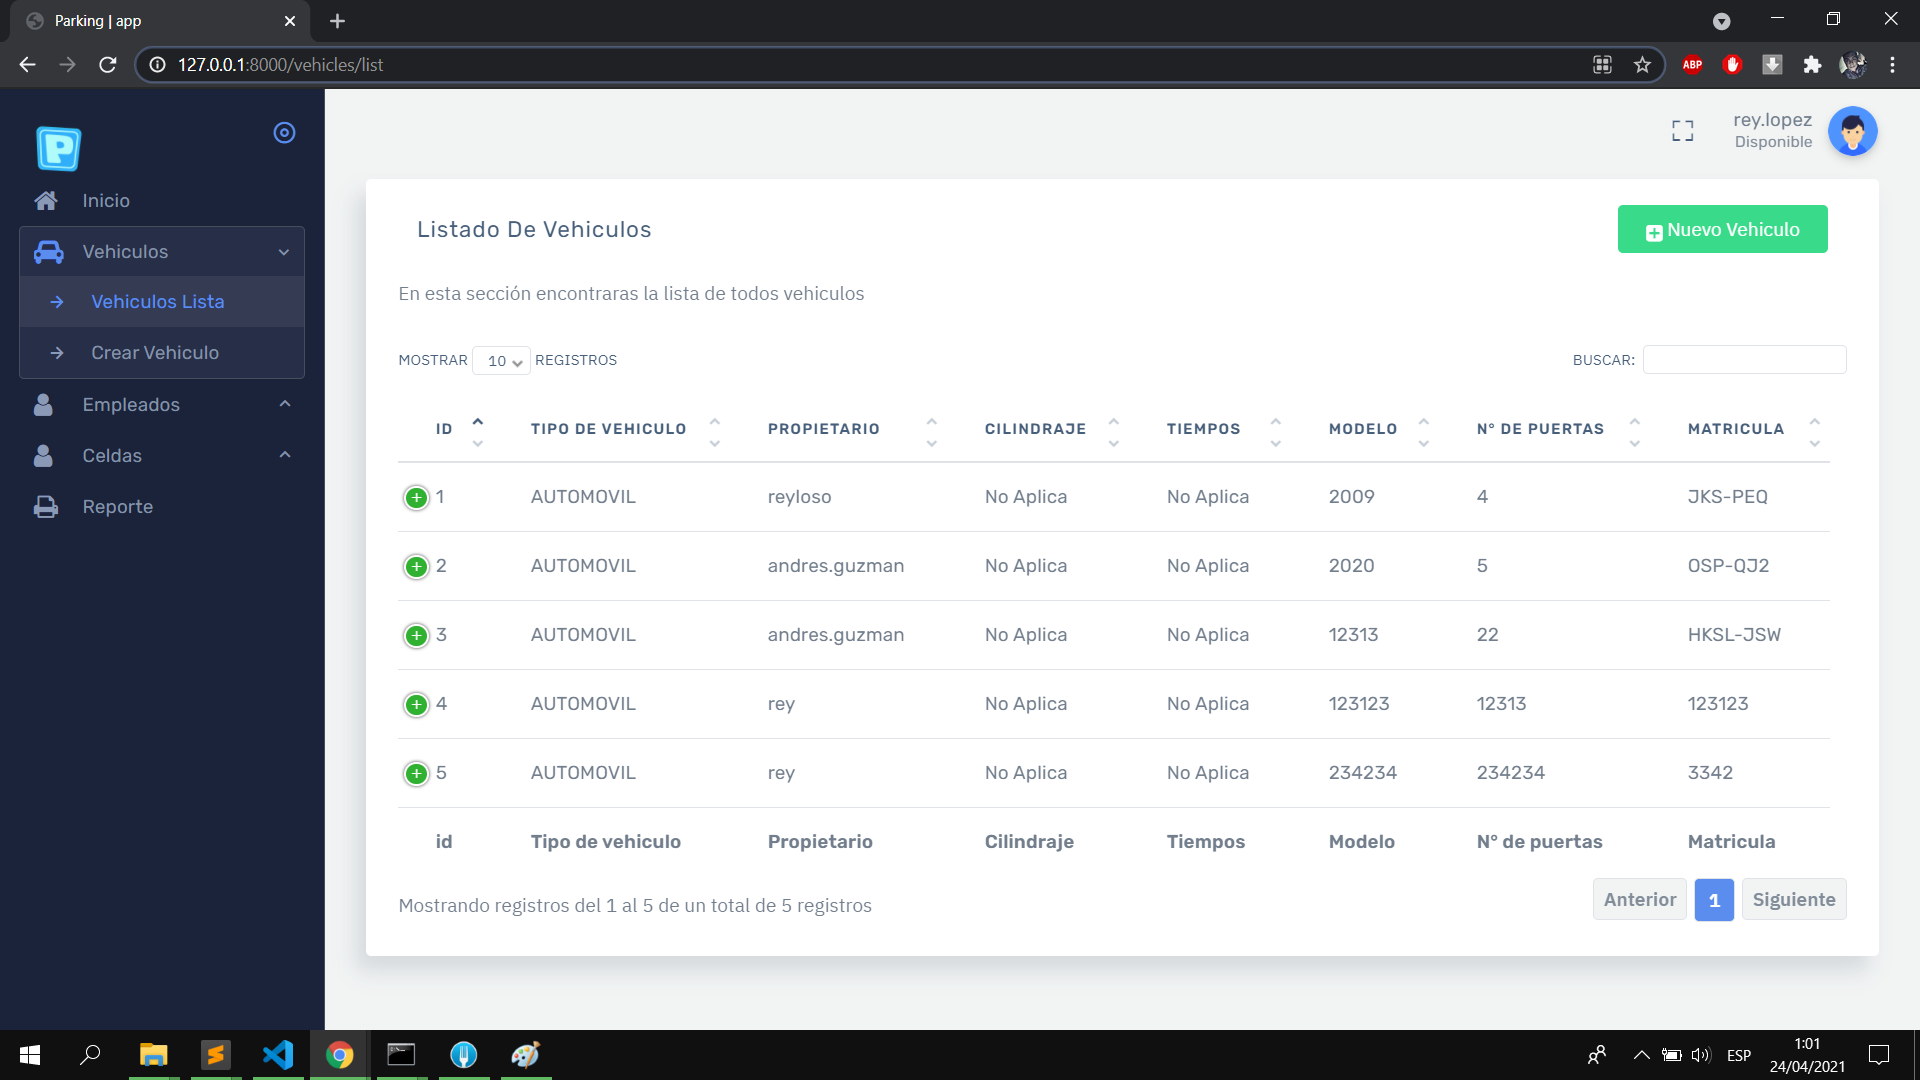 Parking | app
127.0.0.1:8000/vehicles/list
ABP
P
rey.lopez
Disponible
Inicio
Vehiculos
Vehiculos Lista
Crear Vehiculo
Empleados
Celdas
Reporte
Listado De Vehiculos
Nuevo Vehiculo
En esta sección encontraras la lista de todos vehiculos
MOSTRAR 10 REGISTROS
BUSCAR:
ID TIPO DE VEHICULO PROPIETARIO CILINDRAJE TIEMPOS MODELO N° DE PUERTAS MATRICULA
1 AUTOMOVIL reyloso No Aplica No Aplica 2009 4 JKS-PEQ
2 AUTOMOVIL andres.guzman No Aplica No Aplica 2020 5 OSP-QJ2
3 AUTOMOVIL andres.guzman No Aplica No Aplica 12313 22 HKSL-JSW
4 AUTOMOVIL rey No Aplica No Aplica 123123 12313 123123
5 AUTOMOVIL rey No Aplica No Aplica 234234 234234 3342
id Tipo de vehiculo Propietario Cilindraje Tiempos Modelo N° de puertas Matricula
Mostrando registros del 1 al 5 de un total de 5 registros
Anterior 1 Siguiente
ESP
1:01
24/04/2021